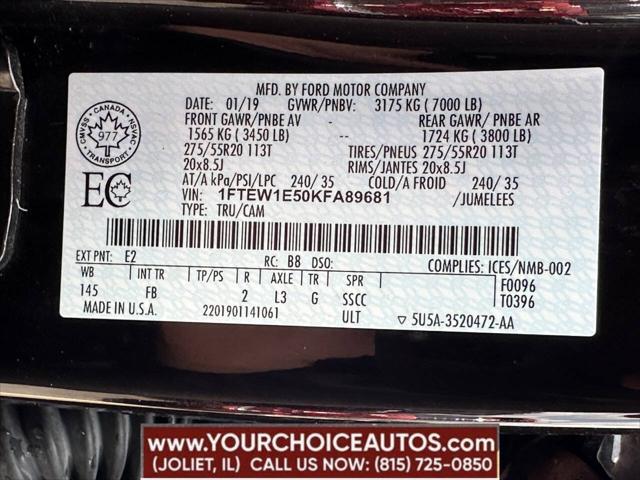 MFD. BY FORD MOTOR COMPANY
DATE: 01/19 GVWR/PNBV: 3175 KG ( 7000 LB)
FRONT GAWR/PNBE AV - REAR GAWR/ PNBE AR
1565 KG ( 3450 LB) -- 1724 KG ( 3800 LB)
275/55R20 113T TIRES/PNEUS 275/55R20 113T
20x8.5J RIMS/JANTES 20x8.5J
AT/A kPa/PSI/LPC 240/ 35 COLD/A FROID 240/ 35
VIN: 1FTEW1E50KFA89681 /JUMELEES
TYPE: TRU/CAM
CANADA
CMVSS NSVAC
977
TRANSPORT
EC
EXT PNT: E2 RC: B8 DSO: COMPLIES: ICES/NMB-002
WB INT TR TP/PS R AXLE TR SPR F0096
145 FB 2 L3 G SSCC T0396
MADE IN U.S.A. 2201901141061 ULT ▽ 5U5A-3520472-AA
WWW.YOURCHOICEAUTOS.COM
(JOLIET, IL) CALL US NOW: (815) 725-0850